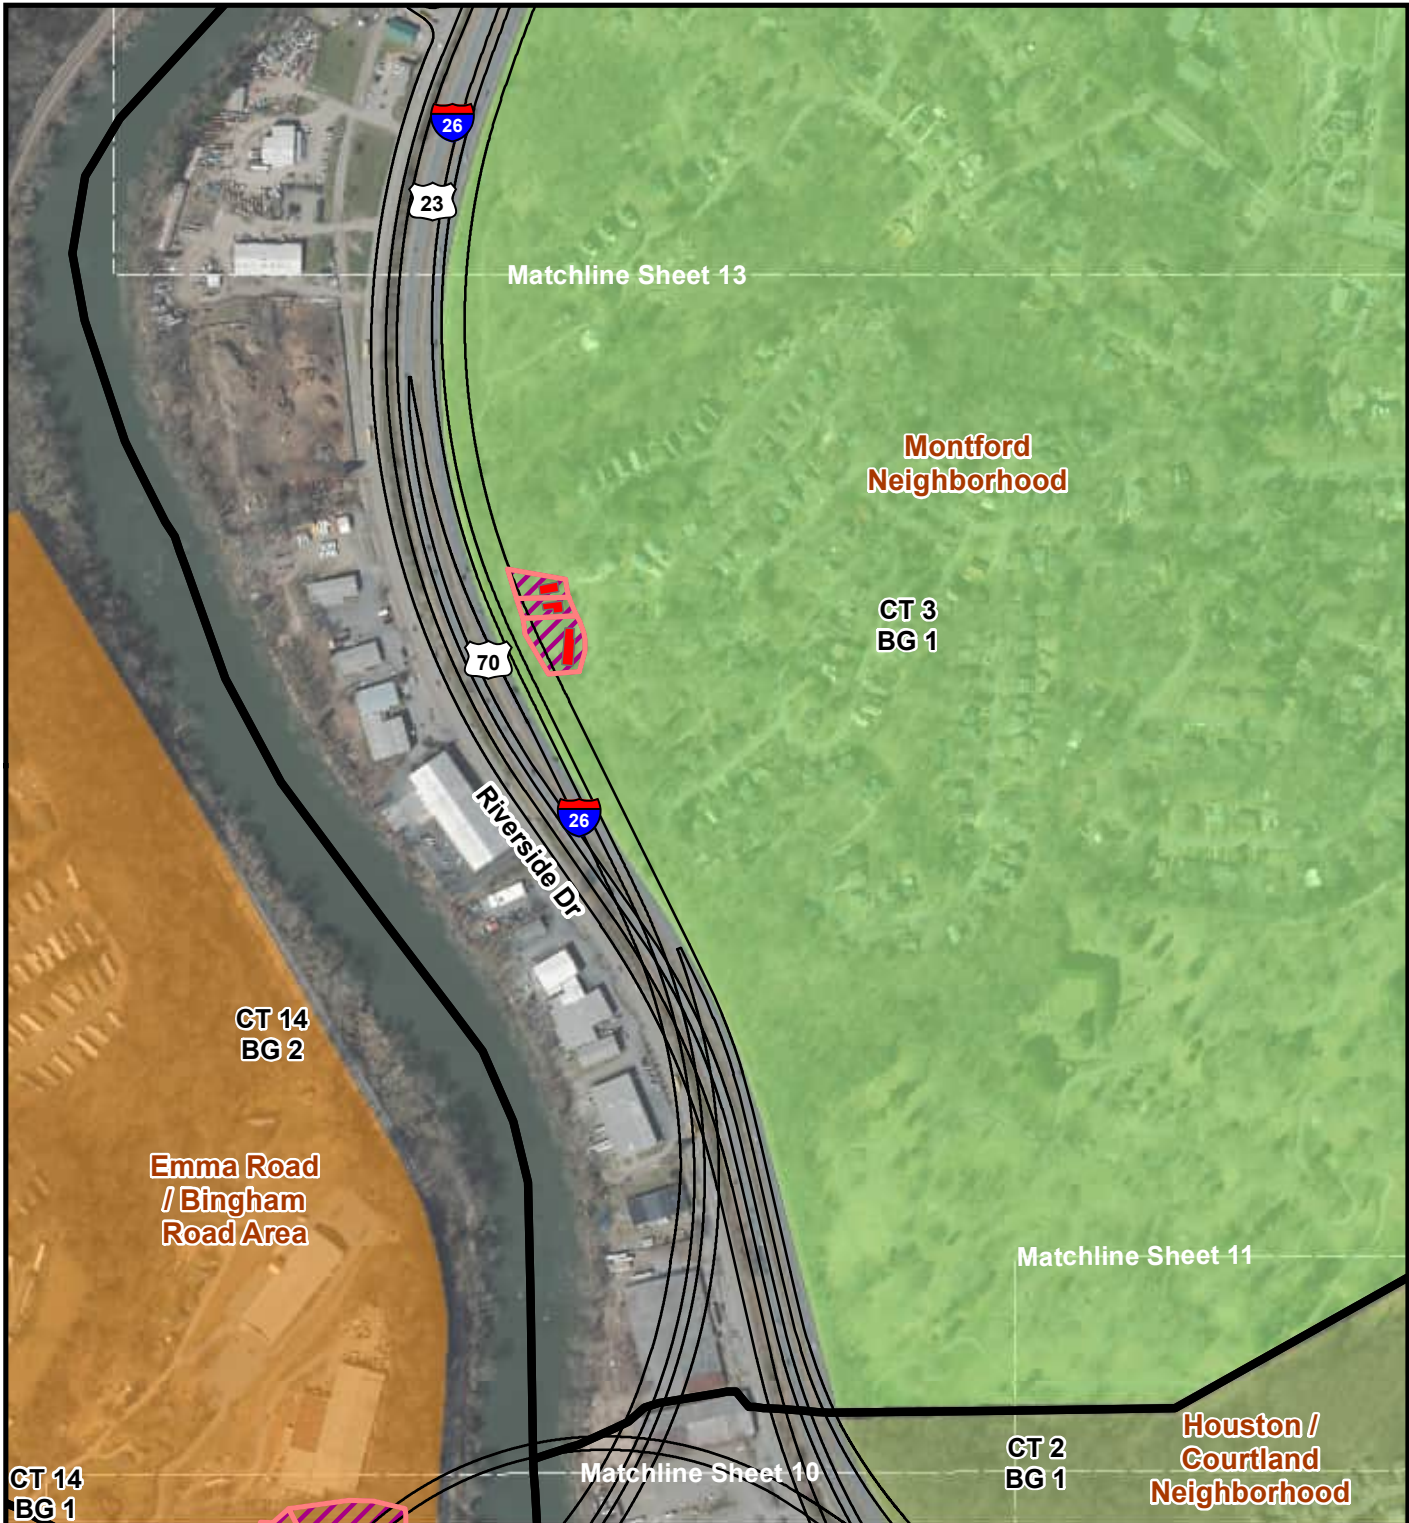 26
23
Matchline Sheet 13
Montford
Neighborhood
CT 3
BG 1
70
Riverside Dr
26
CT 14
BG 2
Emma Road
/ Bingham
Road Area
Matchline Sheet 11
Houston /
Courtland
Neighborhood
CT 2
BG 1
Matchline Sheet 10
CT 14
BG 1